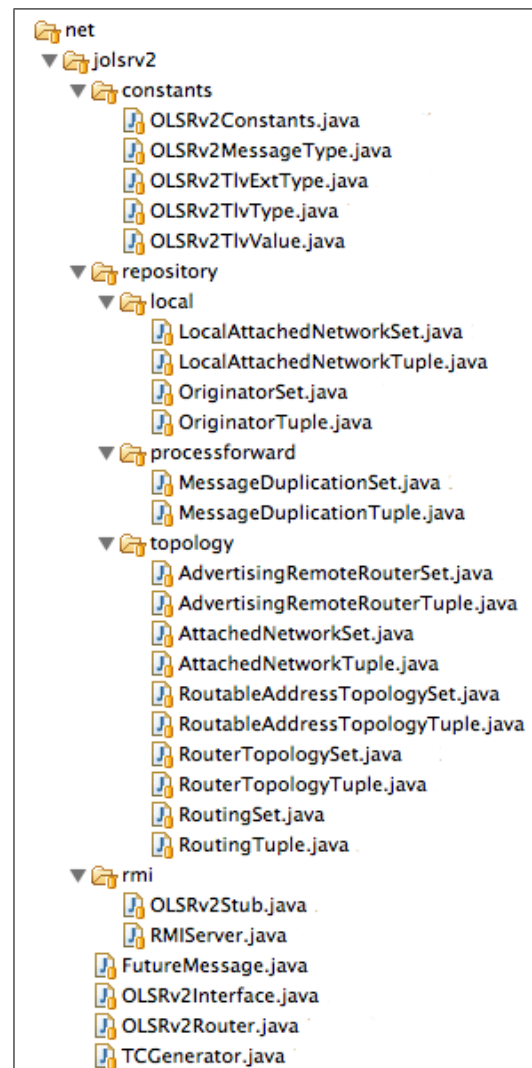 net
jolsrv2
constants
OLSRv2Constants.java
OLSRv2MessageType.java
OLSRv2TlvExtType.java
OLSRv2TlvType.java
OLSRv2TlvValue.java
repository
local
LocalAttachedNetworkSet.java
LocalAttachedNetworkTuple.java
OriginatorSet.java
OriginatorTuple.java
processforward
MessageDuplicationSet.java
MessageDuplicationTuple.java
topology
AdvertisingRemoteRouterSet.java
AdvertisingRemoteRouterTuple.java
AttachedNetworkSet.java
AttachedNetworkTuple.java
RoutableAddressTopologySet.java
RoutableAddressTopologyTuple.java
RouterTopologySet.java
RouterTopologyTuple.java
RoutingSet.java
RoutingTuple.java
rmi
OLSRv2Stub.java
RMIServer.java
FutureMessage.java
OLSRv2Interface.java
OLSRv2Router.java
TCGenerator.java